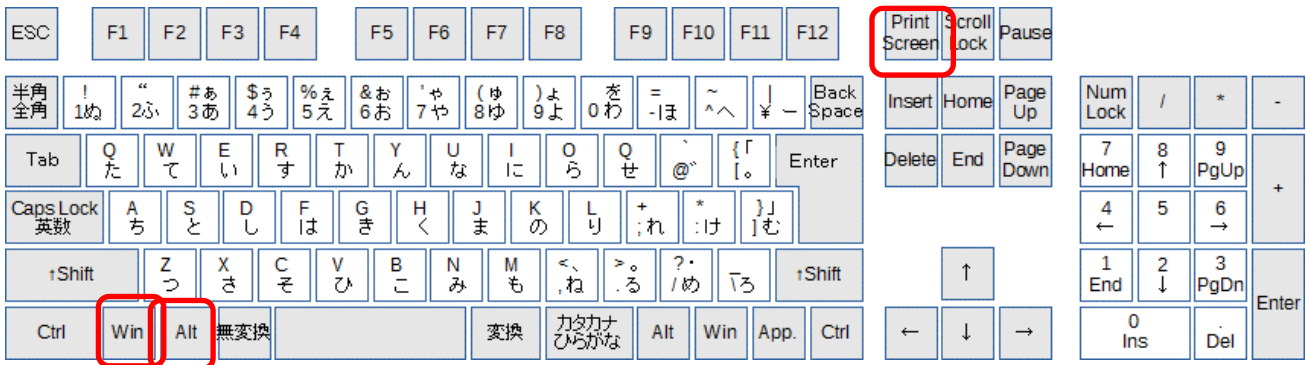 ESC F1 F2 F3 F4 F5 F6 F7 F8 F9 F10 F11 F12 Print Screen Scroll Lock Pause
半角 全角 ! 1ぬ “ 2ふ #ぁ 3あ $ぅ 4う %ぇ 5え &ぉ 6お 'ゃ 7や (ゅ 8ゆ )ょ 9よ を 0わ = -ほ ~ ^へ | ¥ー Back Space Insert Home Page Up Num Lock / * -
Tab Q た W て E い R す T か Y ん U な I に O ら Q せ ` @゛ {「 [。 Enter Delete End Page Down 7 Home 8 ↑ 9 PgUp +
Caps Lock 英数 A ち S と D し F は G き H く J ま K の L り + ;れ * :け }」 ]む 4 ← 5 6 →
↑Shift Z つ X さ C そ V ひ B こ N み M も <、 ,ね >。 .る ?・ /め _ \ろ ↑Shift ↑ 1 End 2 ↓ 3 PgDn Enter
Ctrl Win Alt 無変換 変換 カタカナ ひらがな Alt Win App. Ctrl ← ↓ → 0 Ins . Del